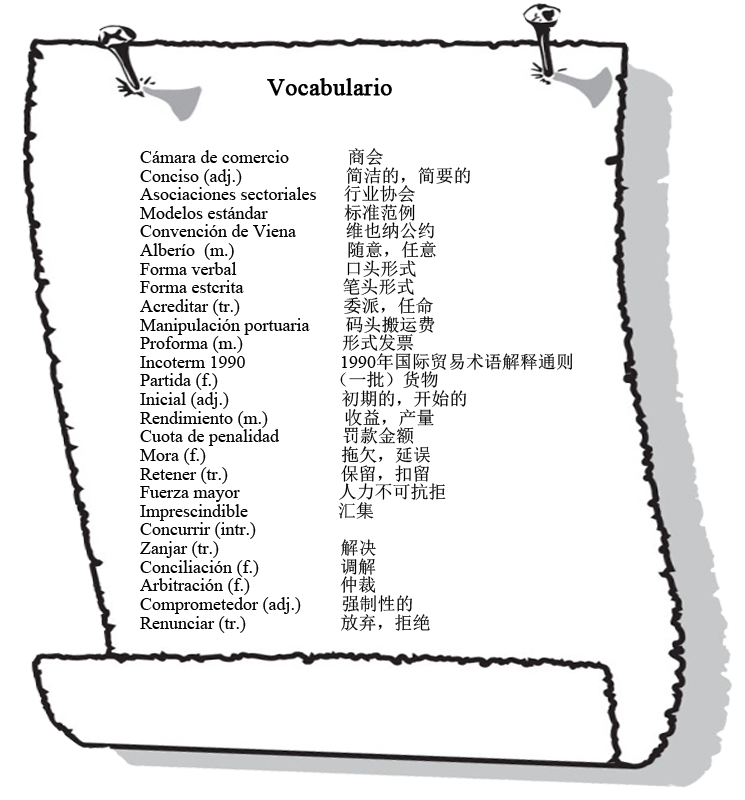 Vocabulario
Cámara de comercio 商会
Conciso (adj.) 简洁的，简要的
Asociaciones sectoriales 行业协会
Modelos estándar 标准范例
Convención de Viena 维也纳公约
Alberío (m.) 随意，任意
Forma verbal 口头形式
Forma estcrita 笔头形式
Acreditar (tr.) 委派，任命
Manipulación portuaria 码头搬运费
Proforma (m.) 形式发票
Incoterm 1990 1990年国际贸易术语解释通则
Partida (f.) （一批）货物
Inicial (adj.) 初期的，开始的
Rendimiento (m.) 收益，产量
Cuota de penalidad 罚款金额
Mora (f.) 拖欠，延误
Retener (tr.) 保留，扣留
Fuerza mayor 人力不可抗拒
Imprescindible 汇集
Concurrir (intr.)
Zanjar (tr.) 解决
Conciliación (f.) 调解
Arbitración (f.) 仲裁
Comprometedor (adj.) 强制性的
Renunciar (tr.) 放弃，拒绝